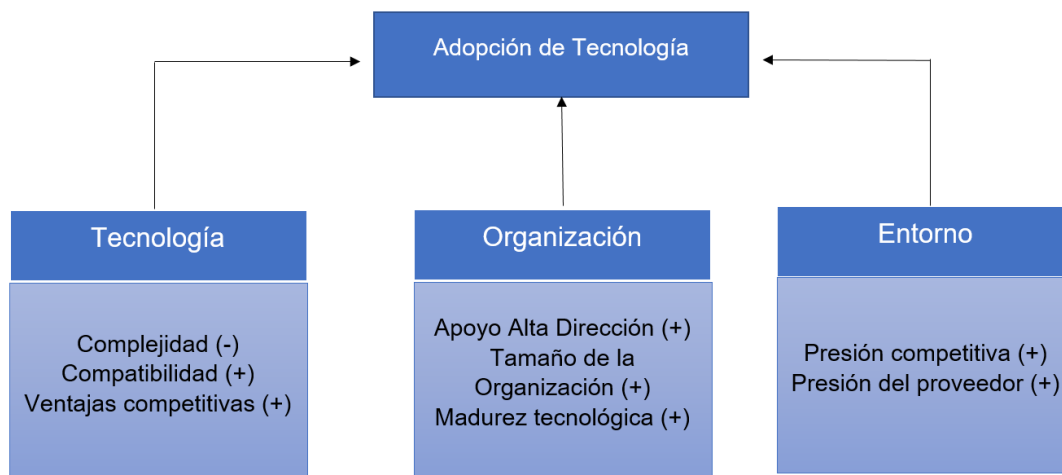 Adopción de Tecnología
Tecnología
Complejidad (-)
Compatibilidad (+)
Ventajas competitivas (+)
Organización
Apoyo Alta Dirección (+)
Tamaño de la
Organización (+)
Madurez tecnológica (+)
Entorno
Presión competitiva (+)
Presión del proveedor (+)